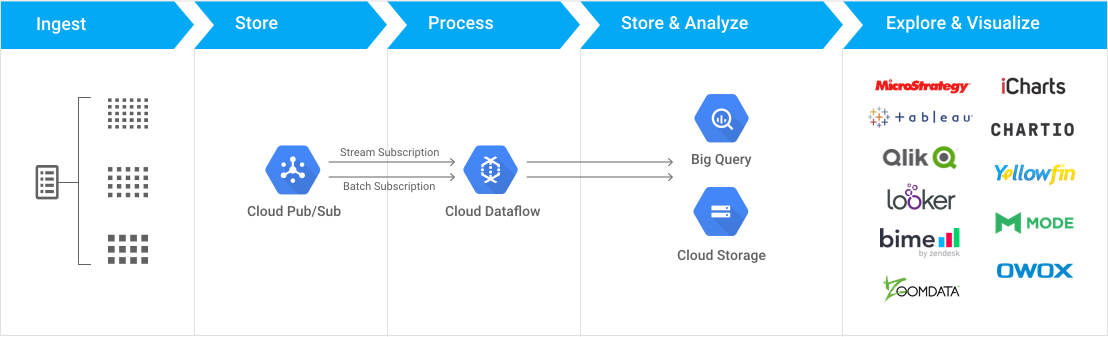 Ingest
Store
Process
Store & Analyze
Explore & Visualize
Stream Subscription
Batch Subscription
Cloud Pub/Sub
Cloud Dataflow
Big Query
Cloud Storage
MicroStrategy
iCharts
+ableau
CHARTIO
Qlik
Yellowfin
looker
MODE
bime
by zendesk
OWOX
ZOOMDATA